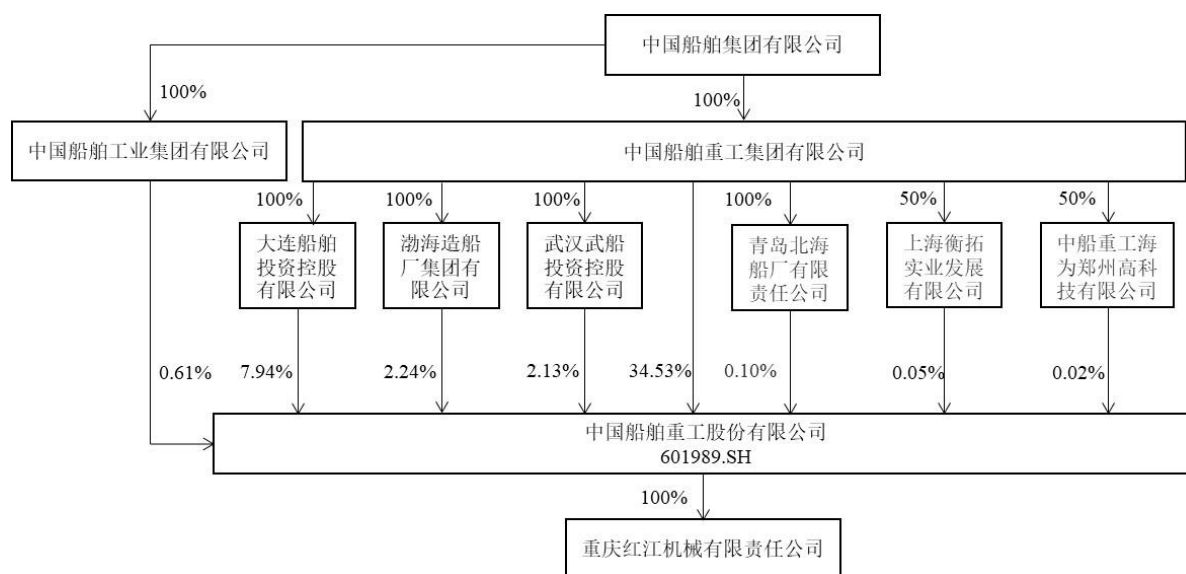 中国船舶集团有限公司
100%
100%
中国船舶工业集团有限公司
中国船舶重工集团有限公司
100%
100%
100%
100%
50%
50%
大连船舶
投资控股
有限公司
渤海造船
厂集团有
限公司
武汉武船
投资控股
有限公司
青岛北海
船厂有限
责任公司
上海衡拓
实业发展
有限公司
中船重工海
为郑州高科
技有限公司
0.61%
7.94%
2.24%
2.13%
34.53%
0.10%
0.05%
0.02%
中国船舶重工股份有限公司
601989.SH
100%
重庆红江机械有限责任公司